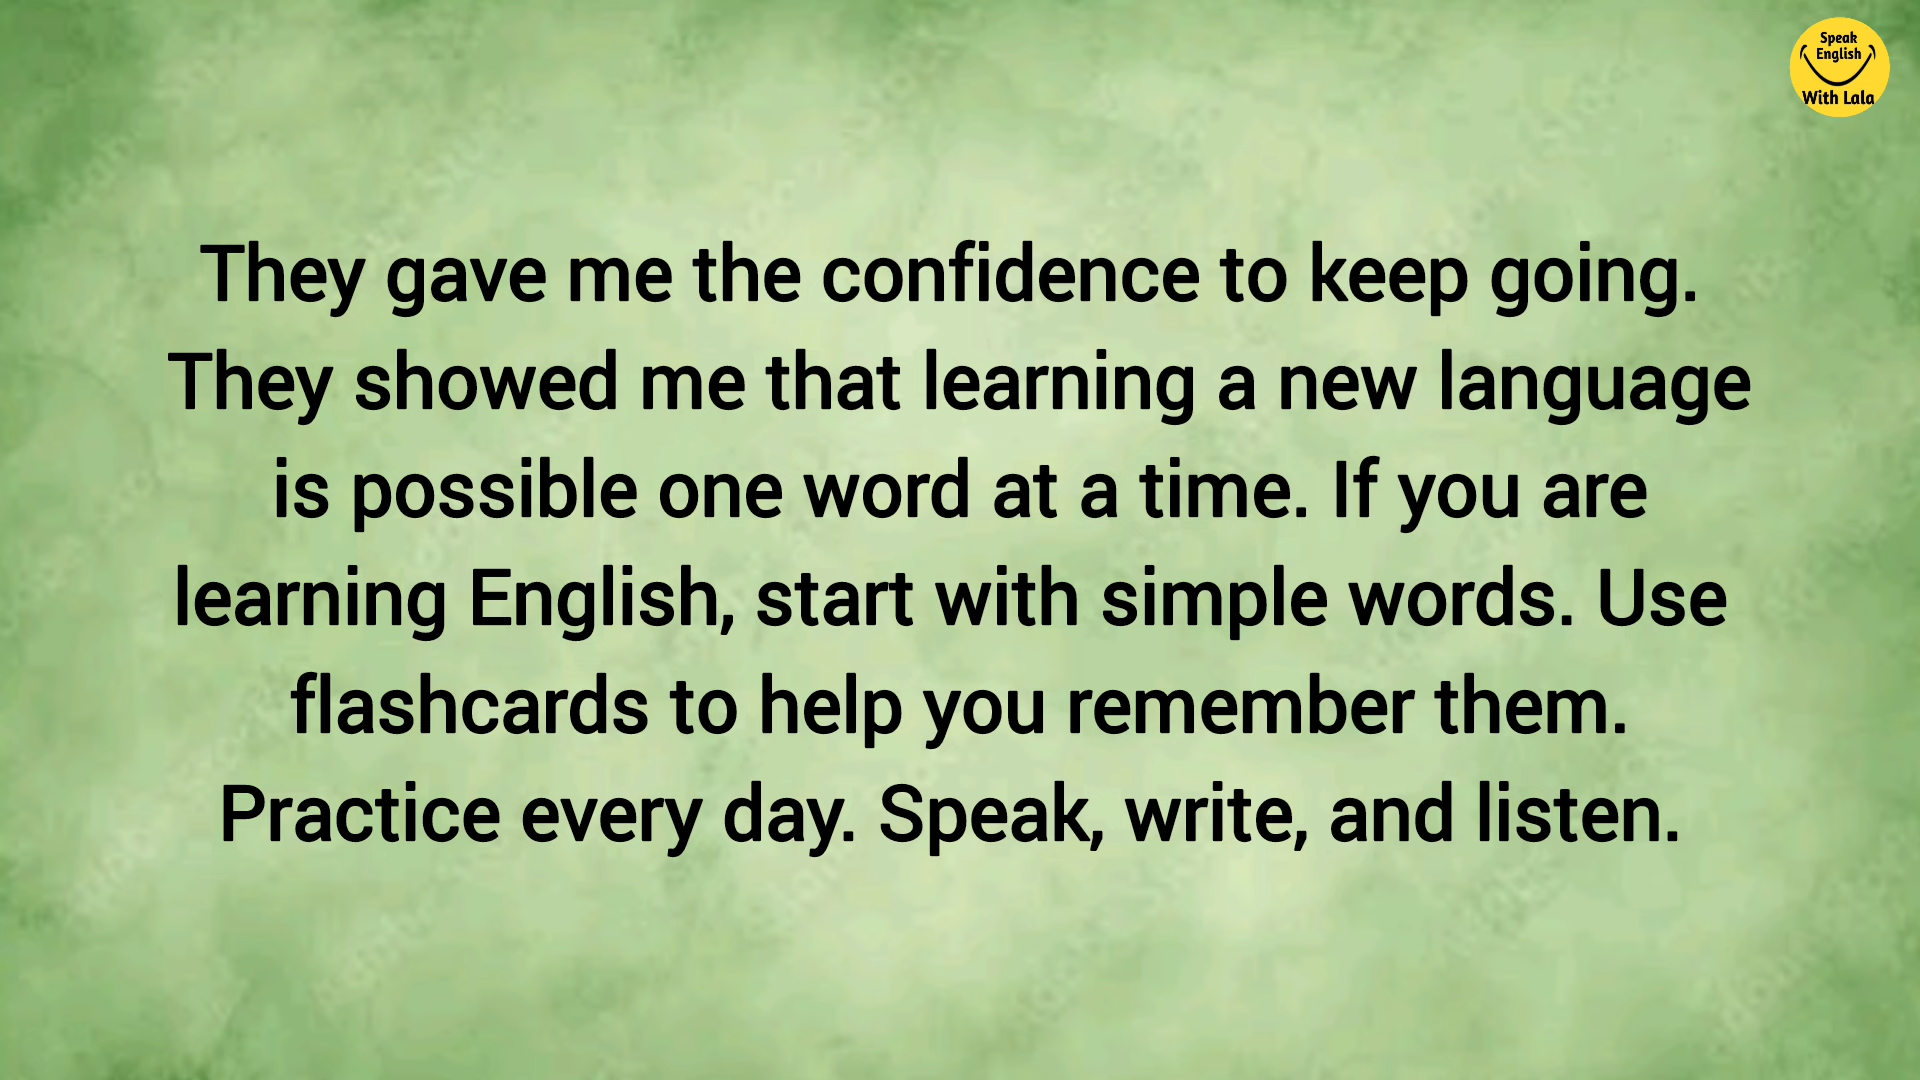 Speak
English
With Lala
They gave me the confidence to keep going.
They showed me that learning a new language
is possible one word at a time. If you are
learning English, start with simple words. Use
flashcards to help you remember them.
Practice every day. Speak, write, and listen.